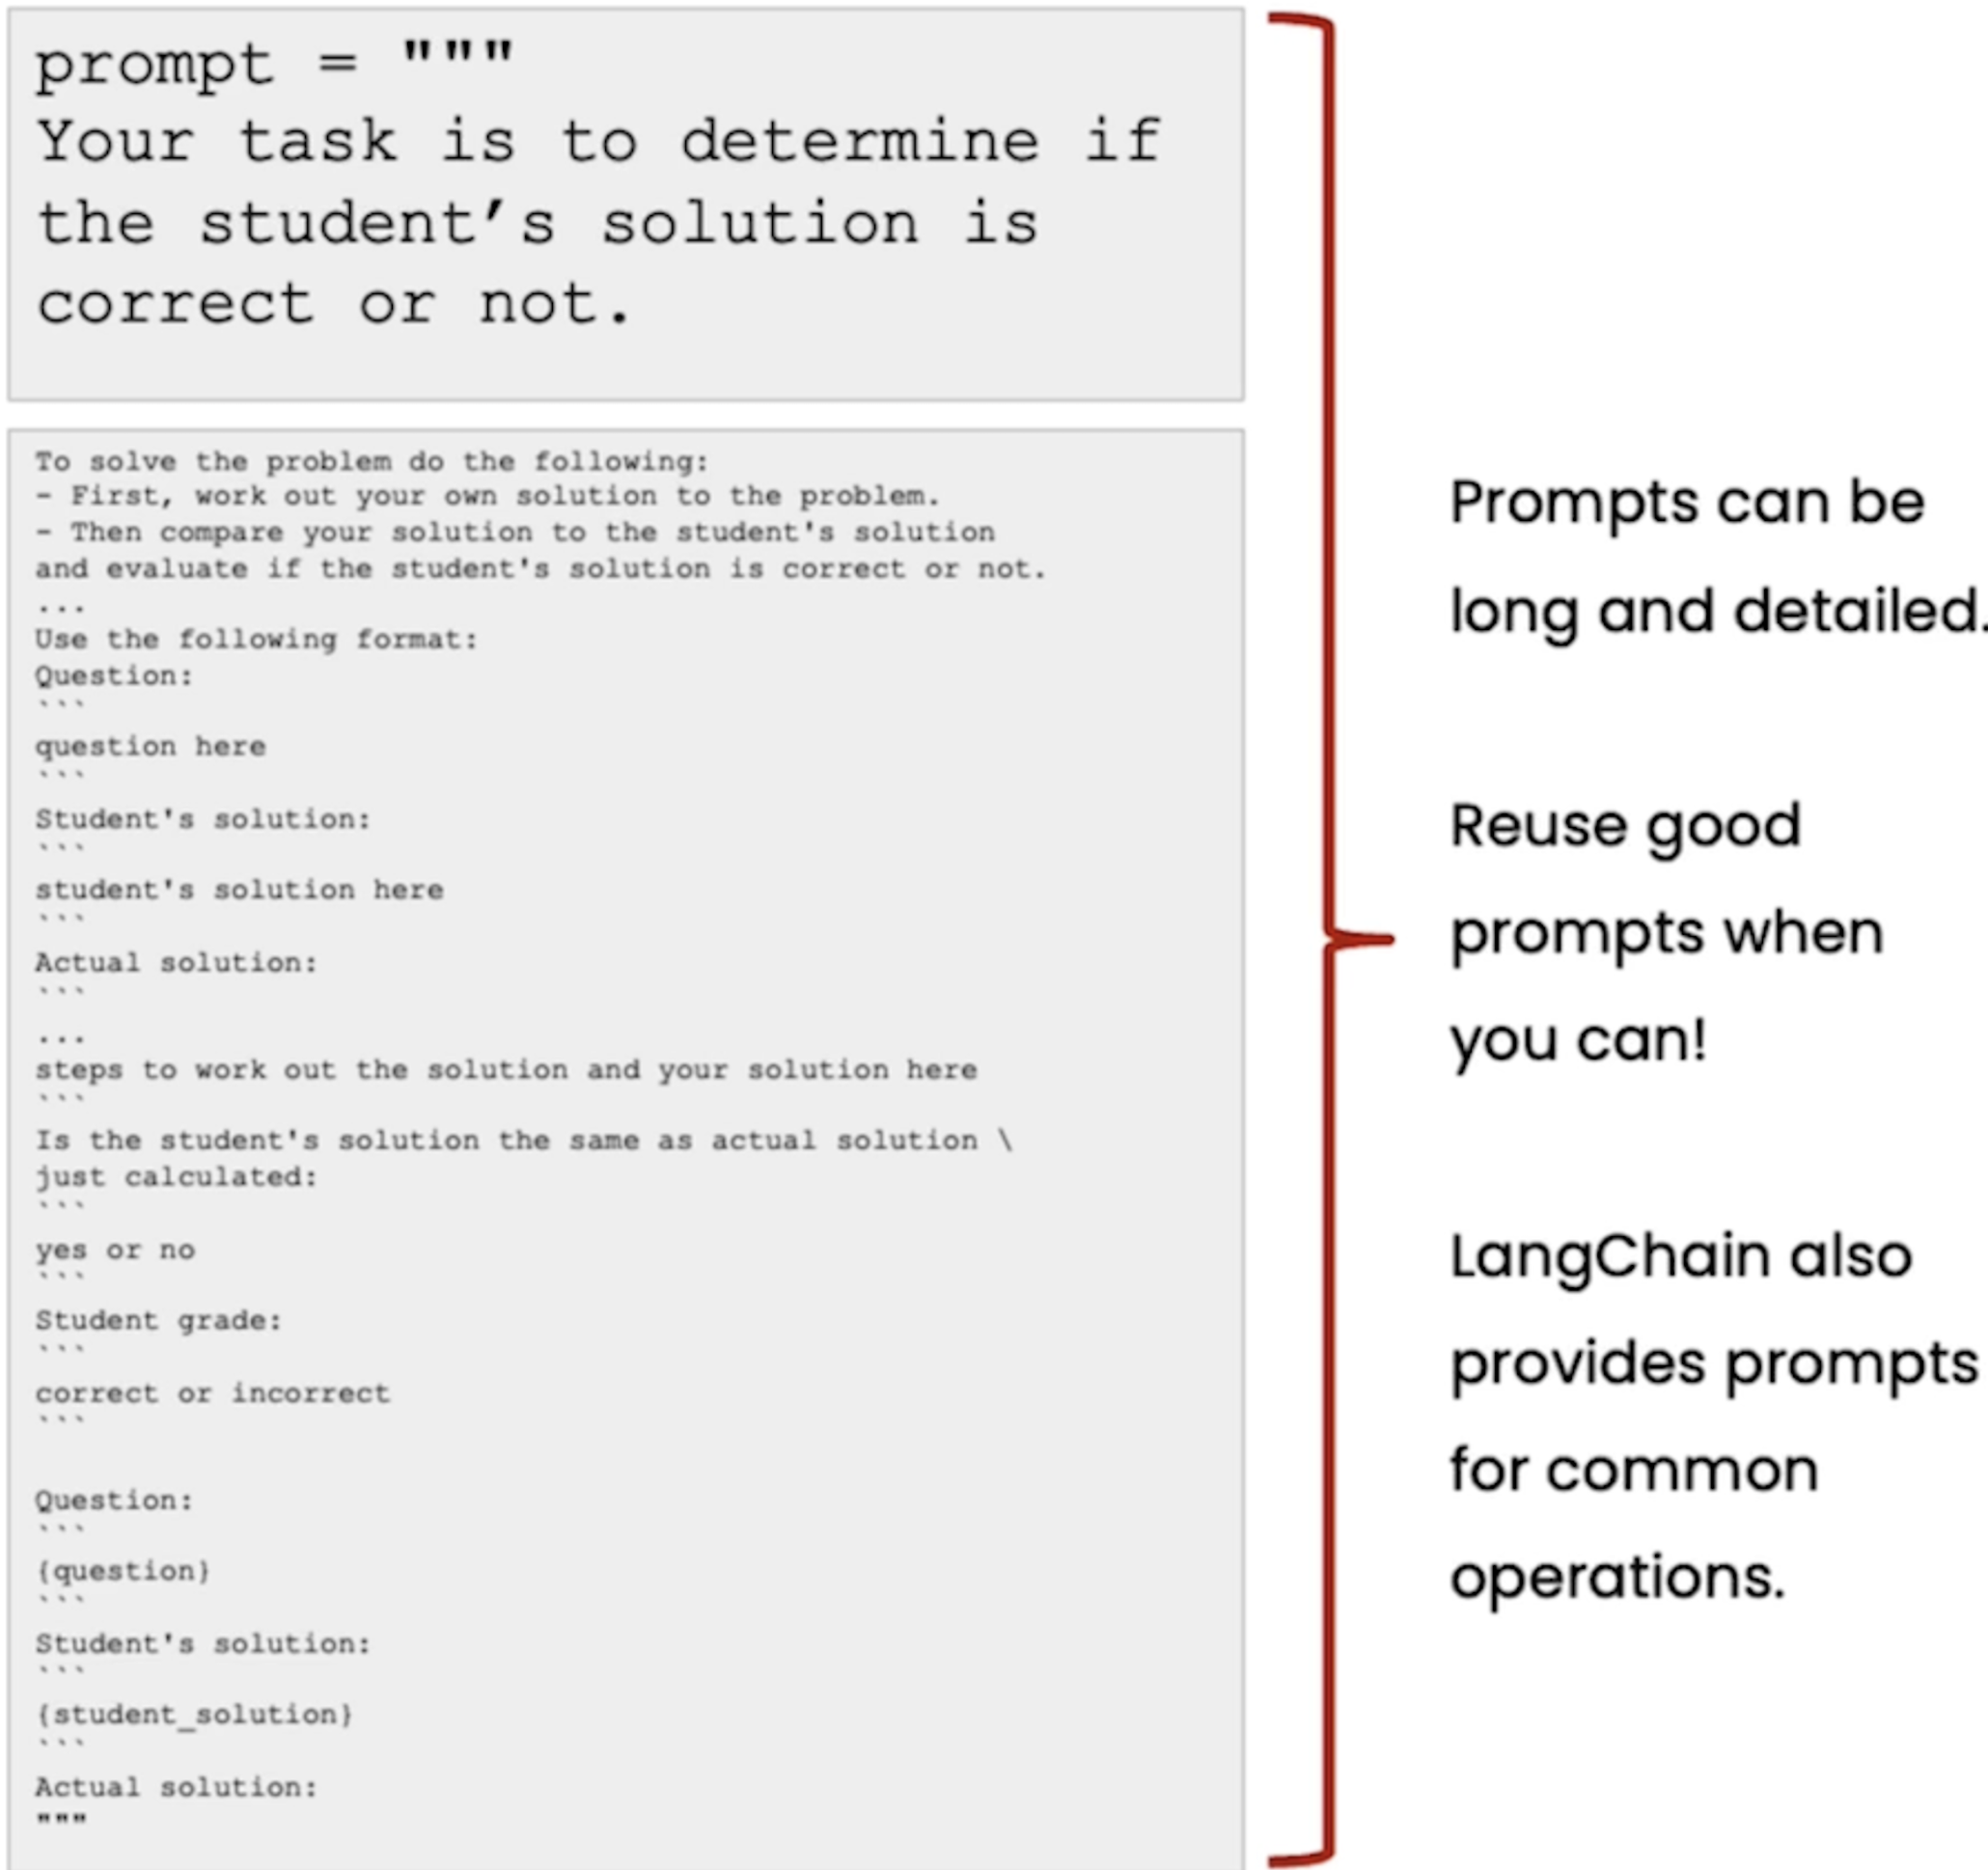 prompt = """
Your task is to determine if
the student’s solution is
correct or not.
To solve the problem do the following:
- First, work out your own solution to the problem.
- Then compare your solution to the student's solution
and evaluate if the student's solution is correct or not.
...
Use the following format:
Question:
```
question here
```
Student's solution:
```
student's solution here
```
Actual solution:
```
...
steps to work out the solution and your solution here
```
Is the student's solution the same as actual solution \
just calculated:
```
yes or no
```
Student grade:
```
correct or incorrect
```
Question:
```
{question}
```
Student's solution:
```
{student_solution}
```
Actual solution:
"""
Prompts can be
long and detailed.
Reuse good
prompts when
you can!
LangChain also
provides prompts
for common
operations.